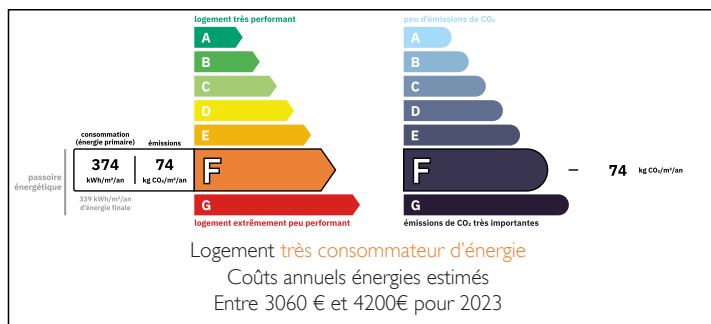 logement très performant
A
B
C
D
E
consommation
(énergie primaire)
émissions
374
kWh/m²/an
74
kg CO₂/m²/an
F
passoire
énergétique
339 kWh/m²/an
d'énergie finale
G
logement extrêmement peu performant
peu d'émissions de CO₂
A
B
C
D
E
F
74 kg CO₂/m²/an
G
émissions de CO₂ très importantes
Logement très consommateur d'énergie
Coûts annuels énergies estimés
Entre 3060 € et 4200€ pour 2023